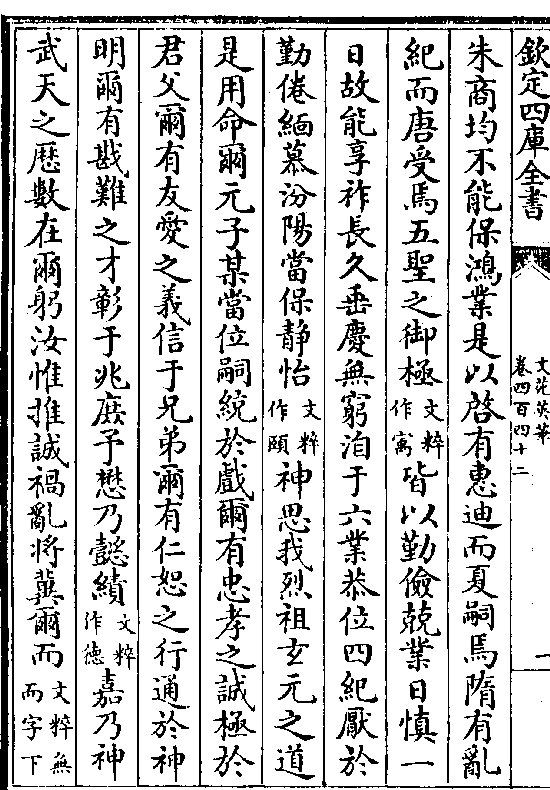 欽定四庫全書
文苑英華
卷四百四十二
一
朱商均不能保鴻業是以啓有惠迪而夏嗣焉隋有亂
紀而唐受焉五聖之御極文粹作寓皆以勤儉兢業日慎一
日故能享祚長久垂慶無窮洎于六業恭位四紀厭於
勤倦緬慕汾陽當保静怡文粹作頤神思我烈祖玄元之道
是用命爾元子某當位嗣統於戲爾有忠孝之誠極於
君父爾有友愛之義信于兄弟爾有仁恕之行通於神
明爾有戡難之才彰于兆庶予懋乃懿績文粹作德嘉乃神
武天之厯數在爾躬汝惟推誠禍亂將冀爾而文粹無而字下